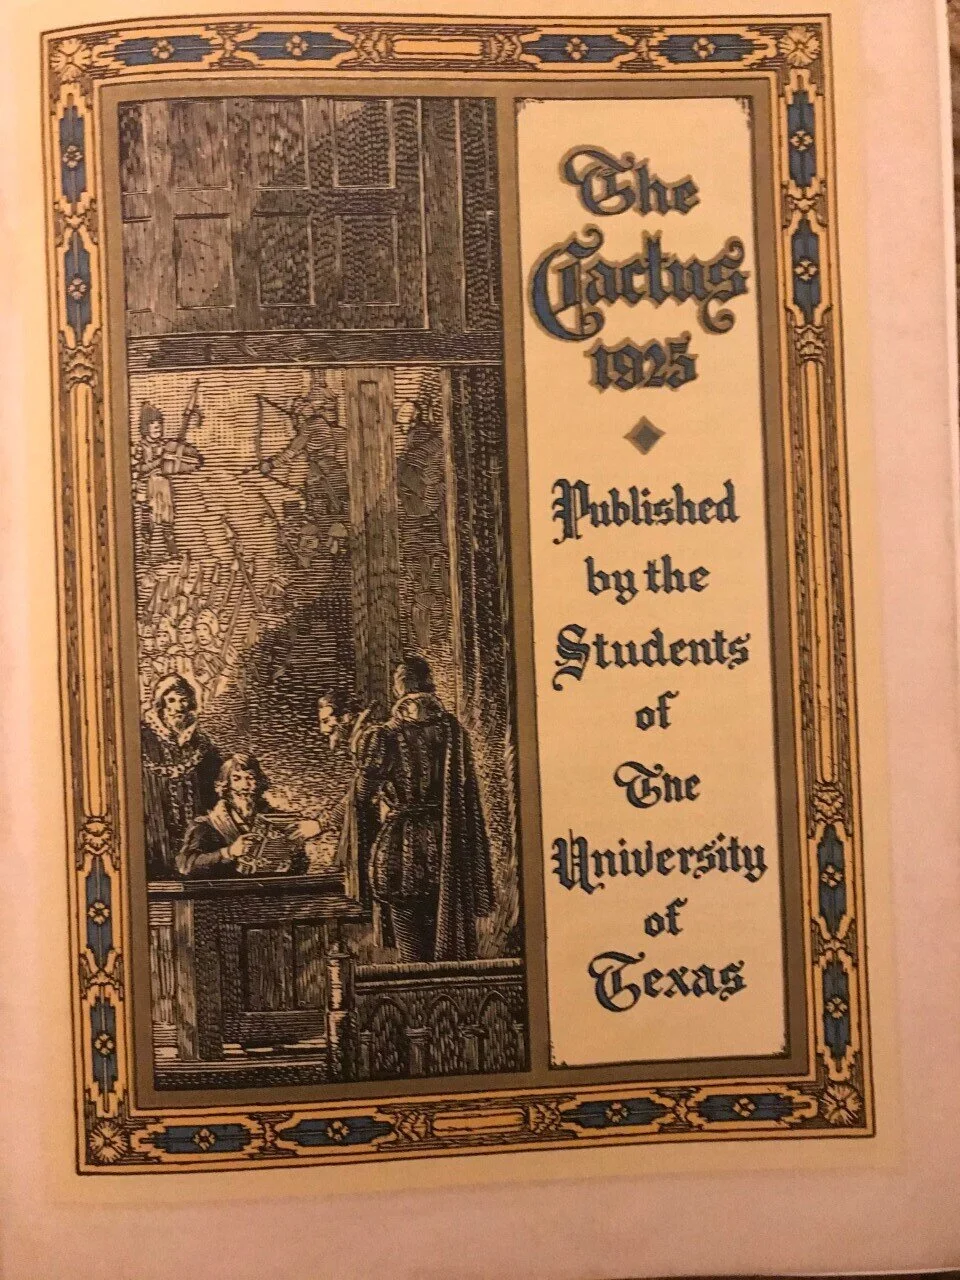 The
Cactus
1925
Published
by the
Students
of
The
University
of
Texas